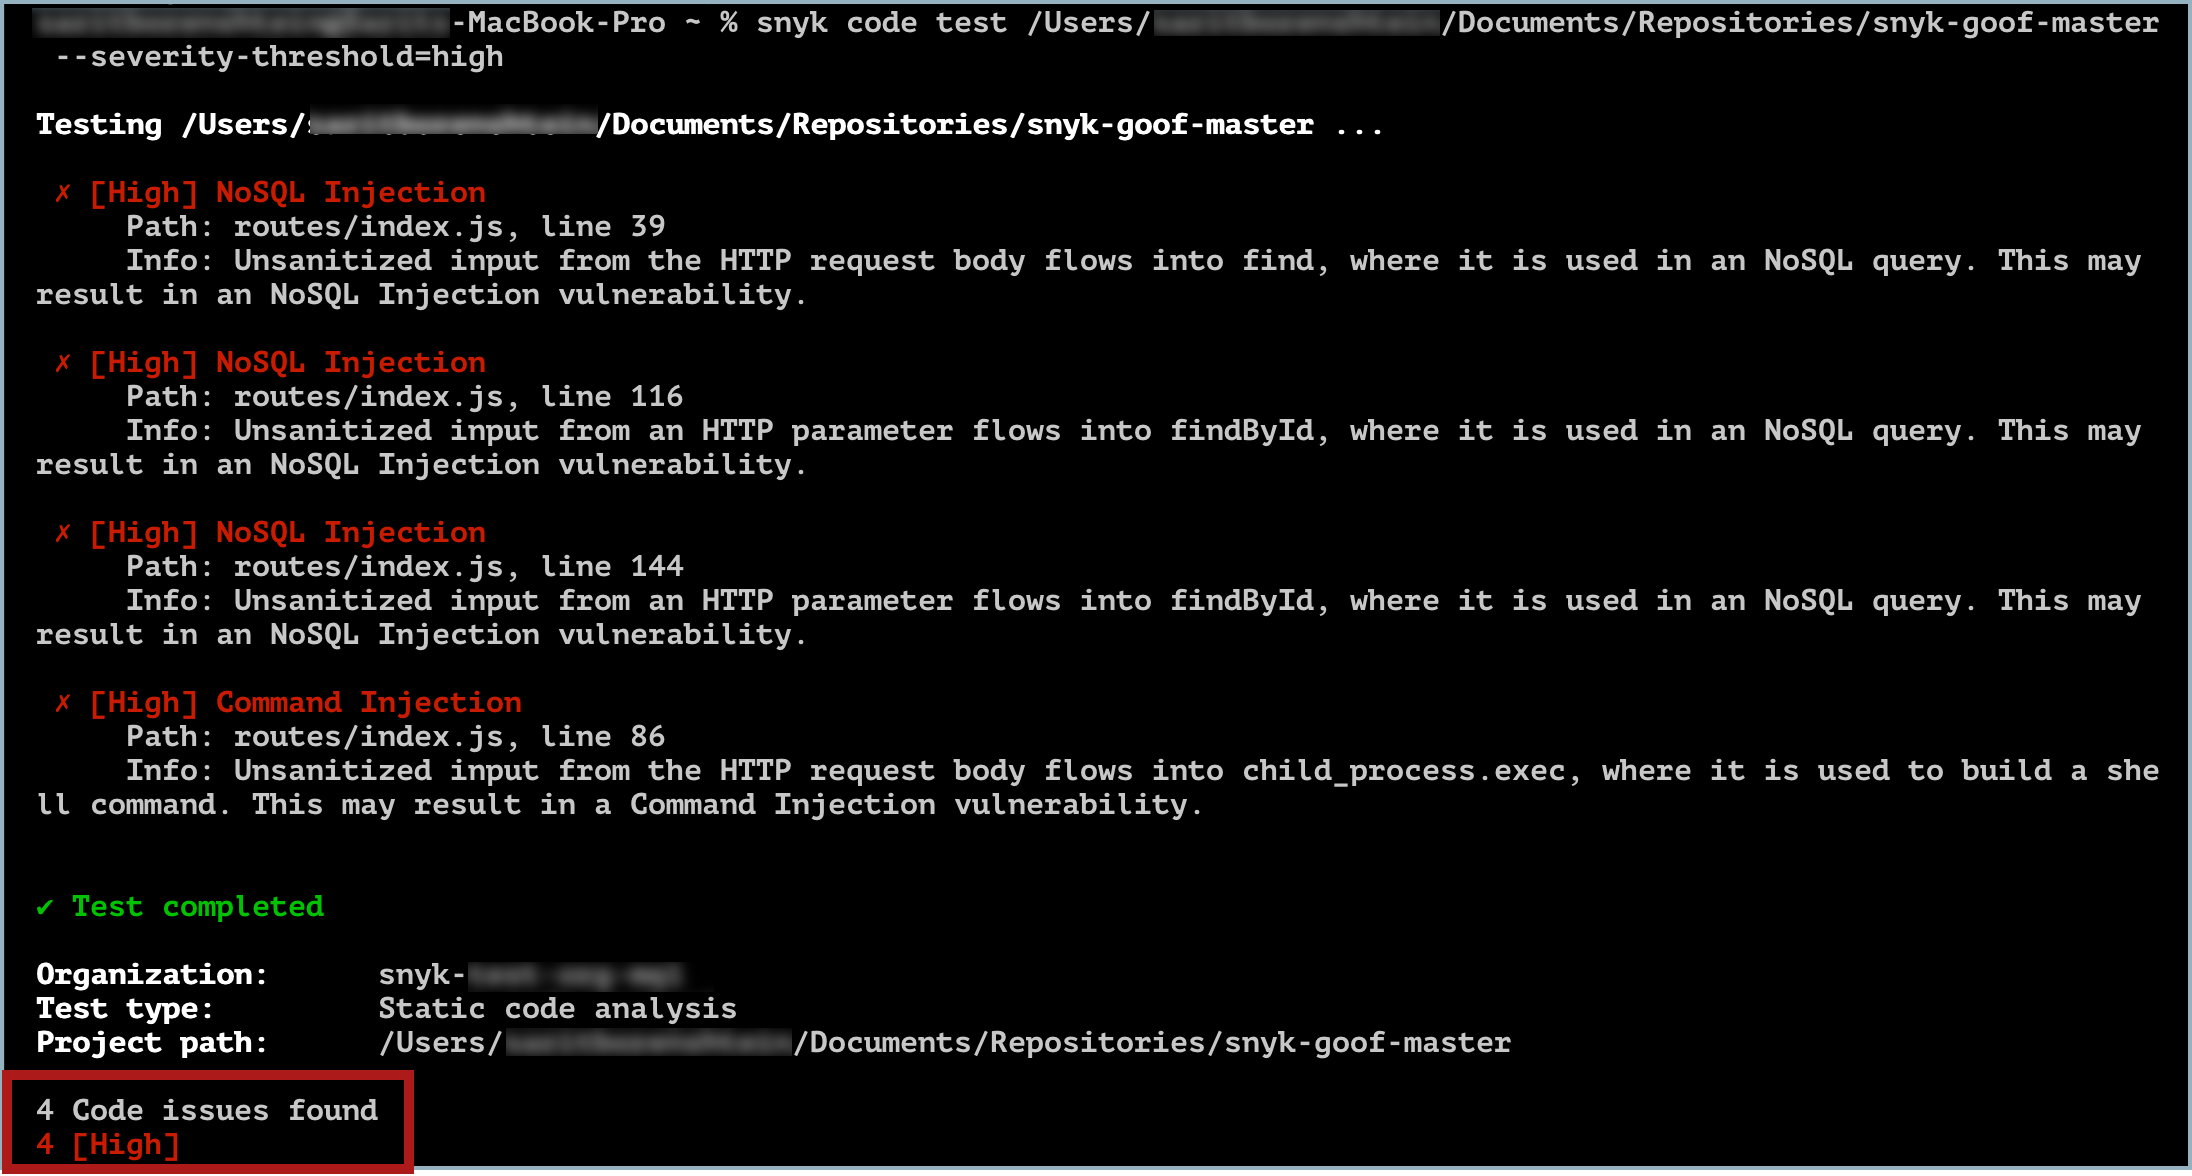 -MacBook-Pro ~ % snyk code test /Users/ /Documents/Repositories/snyk-goof-master
--severity-threshold=high
Testing /Users/ /Documents/Repositories/snyk-goof-master ...
✗ [High] NoSQL Injection
Path: routes/index.js, line 39
Info: Unsanitized input from the HTTP request body flows into find, where it is used in an NoSQL query. This may
result in an NoSQL Injection vulnerability.
✗ [High] NoSQL Injection
Path: routes/index.js, line 116
Info: Unsanitized input from an HTTP parameter flows into findById, where it is used in an NoSQL query. This may
result in an NoSQL Injection vulnerability.
✗ [High] NoSQL Injection
Path: routes/index.js, line 144
Info: Unsanitized input from an HTTP parameter flows into findById, where it is used in an NoSQL query. This may
result in an NoSQL Injection vulnerability.
✗ [High] Command Injection
Path: routes/index.js, line 86
Info: Unsanitized input from the HTTP request body flows into child_process.exec, where it is used to build a she
ll command. This may result in a Command Injection vulnerability.
✔ Test completed
Organization: snyk-
Test type: Static code analysis
Project path: /Users/ /Documents/Repositories/snyk-goof-master
4 Code issues found
4 [High]